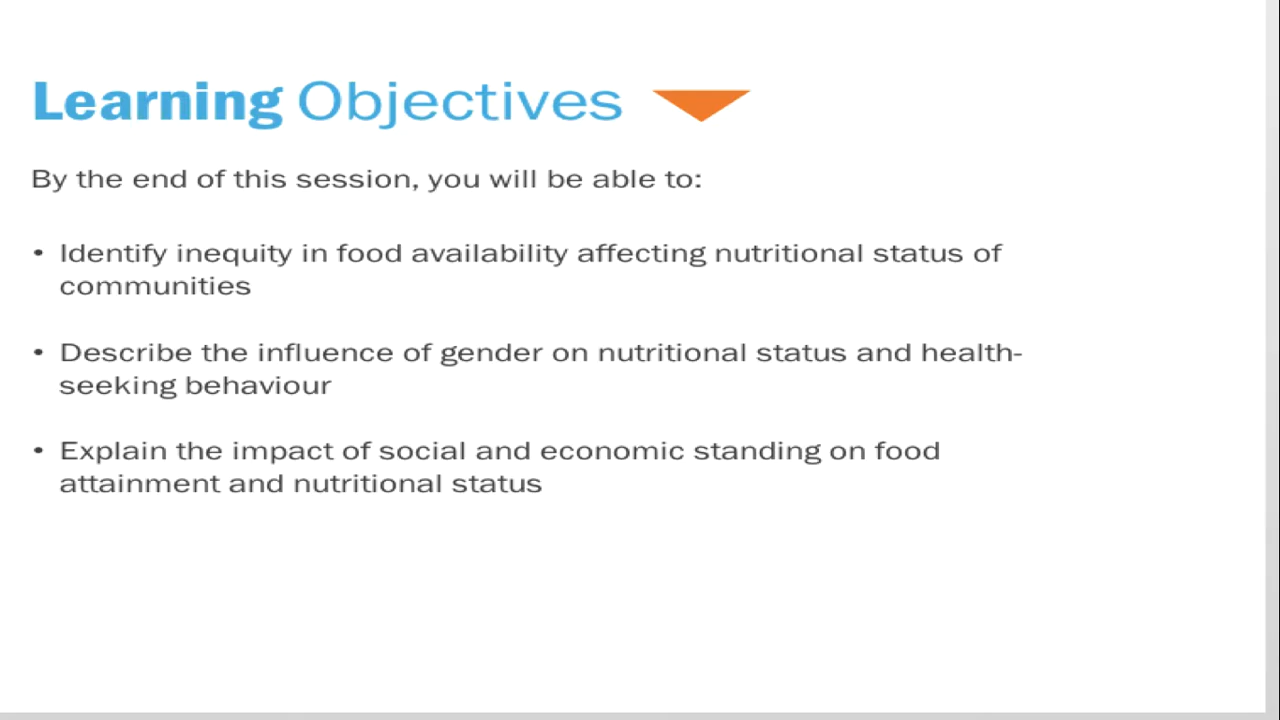 Learning Objectives
By the end of this session, you will be able to:
• Identify inequity in food availability affecting nutritional status of
communities
• Describe the influence of gender on nutritional status and health-
seeking behaviour
• Explain the impact of social and economic standing on food
attainment and nutritional status